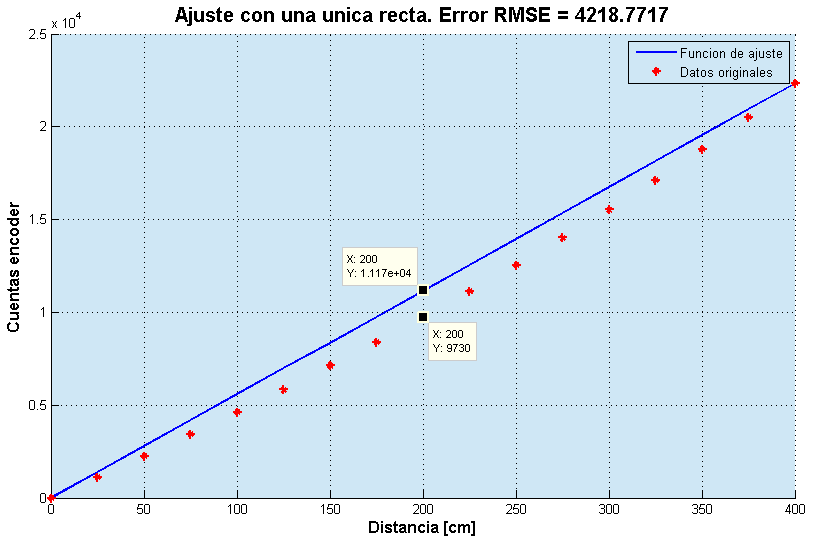 Ajuste con una unica recta. Error RMSE = 4218.7717
x 10^4
2.5
2
1.5
1
0.5
0
Cuentas encoder
Funcion de ajuste
Datos originales
X: 200
Y: 1.117e+04
X: 200
Y: 9730
0 50 100 150 200 250 300 350 400
Distancia [cm]